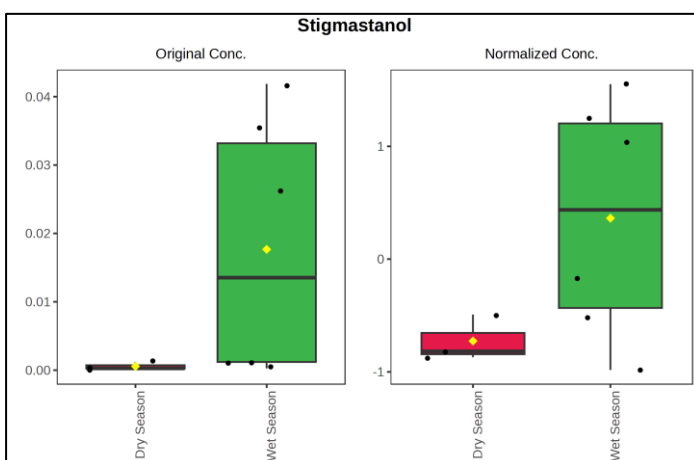 Stigmastanol
Original Conc.
Normalized Conc.
0.04
0.03
0.02
0.01
0.00
1
0
-1
Dry Season
Wet Season
Dry Season
Wet Season